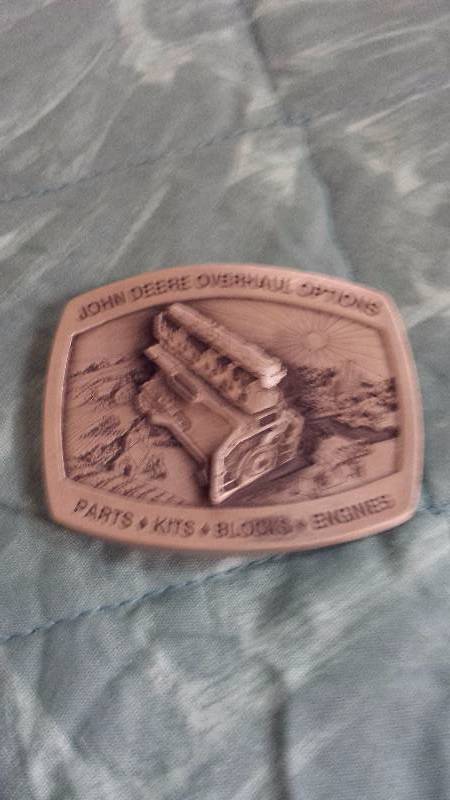 JOHN DEERE OVERHAUL OPTIONS
PARTS ♦ KITS ♦ BLOCKS ♦ ENGINES